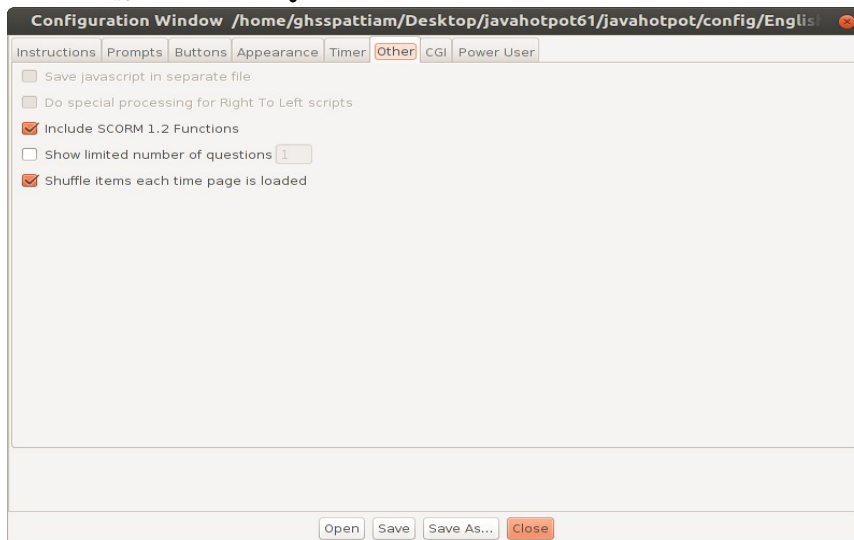 Configuration Window /home/ghsspattiam/Desktop/javahotpot61/javahotpot/config/Englis
Instructions Prompts Buttons Appearance Timer Other CGI Power User
Save javascript in separate file
Do special processing for Right To Left scripts
Include SCORM 1.2 Functions
Show limited number of questions 1
Shuffle items each time page is loaded
Open Save Save As... Close